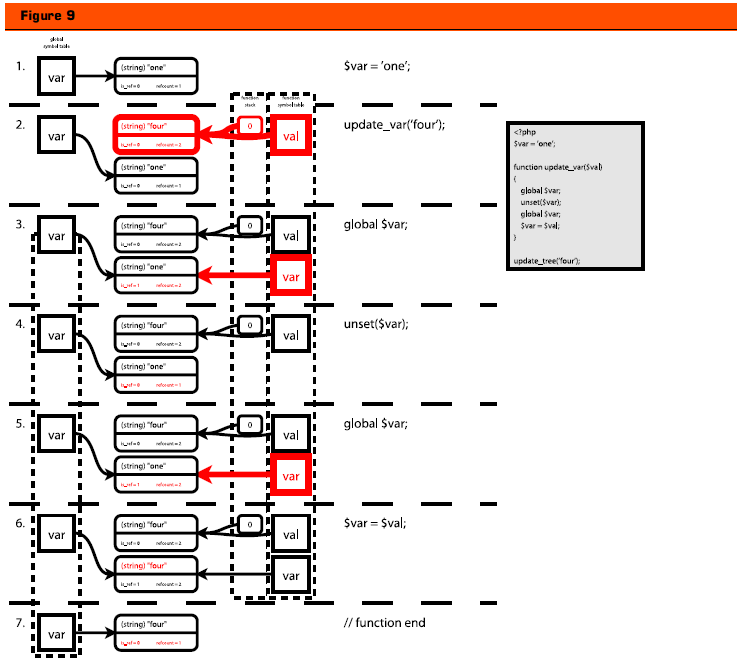 Figure 9
global
symbol table
1.
var
(string) "one"
is_ref = 0 refcount = 1
$var = 'one';
function
stack
function
symbol table
2.
var
(string) "four"
is_ref = 0 refcount = 2
0
val
update_var('four');
(string) "one"
is_ref = 0 refcount = 1
3.
var
(string) "four"
is_ref = 0 refcount = 2
0
val
global $var;
(string) "one"
is_ref = 1 refcount = 2
var
4.
var
(string) "four"
is_ref = 0 refcount = 2
0
val
unset($var);
(string) "one"
is_ref = 0 refcount = 1
5.
var
(string) "four"
is_ref = 0 refcount = 2
0
val
global $var;
(string) "one"
is_ref = 1 refcount = 2
var
6.
var
(string) "four"
is_ref = 0 refcount = 2
0
val
$var = $val;
(string) "four"
is_ref = 1 refcount = 2
var
7.
var
(string) "four"
is_ref = 0 refcount = 1
// function end
<?php
$var = 'one';
function update_var($val)
{
global $var;
unset($var);
global $var;
$var = $val;
}
update_tree('four');